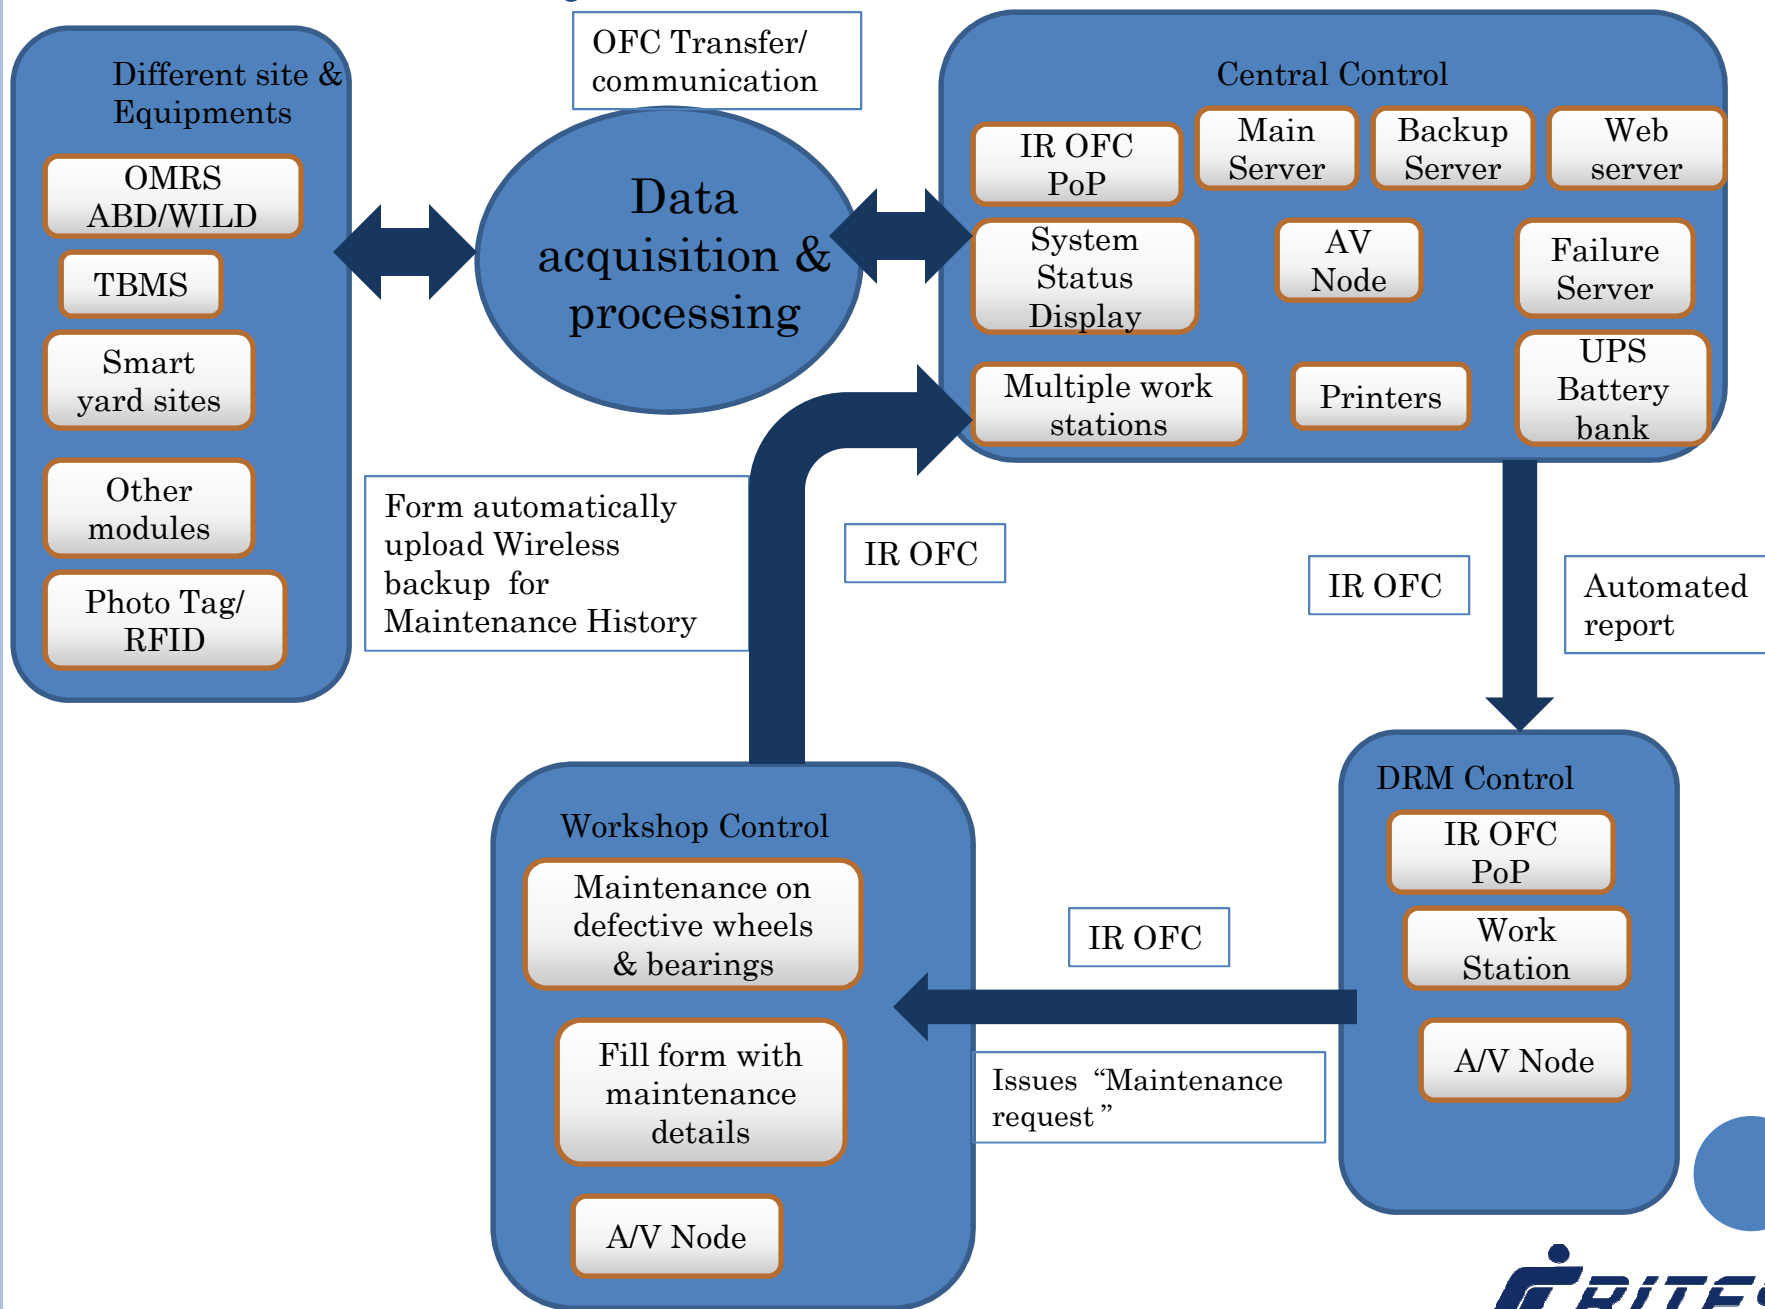 OFC Transfer/
communication
Different site &
Equipments
OMRS
ABD/WILD
TBMS
Smart
yard sites
Other
modules
Photo Tag/
RFID
Data
acquisition &
processing
Central Control
IR OFC
PoP
Main
Server
Backup
Server
Web
server
System
Status
Display
AV
Node
Failure
Server
Multiple work
stations
Printers
UPS
Battery
bank
Form automatically
upload Wireless
backup for
Maintenance History
IR OFC
IR OFC
Automated
report
Workshop Control
Maintenance on
defective wheels
& bearings
Fill form with
maintenance
details
A/V Node
IR OFC
Issues “Maintenance
request”
DRM Control
IR OFC
PoP
Work
Station
A/V Node
RITES